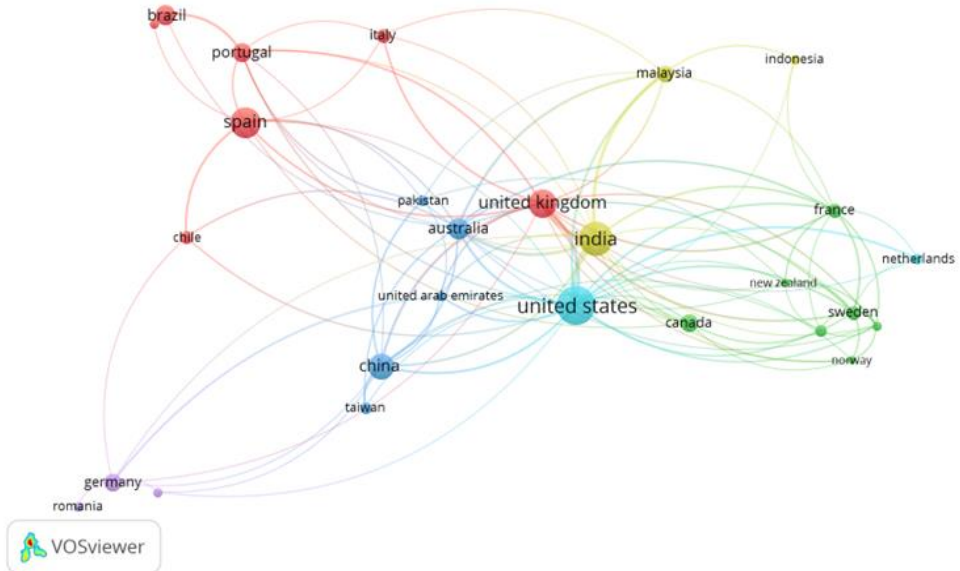 brazil
italy
portugal
indonesia
malaysia
spain
pakistan
united kingdom
france
australia
chile
india
netherlands
new zealand
united arab emirates
united states
sweden
canada
norway
china
taiwan
germany
romania
VOSviewer